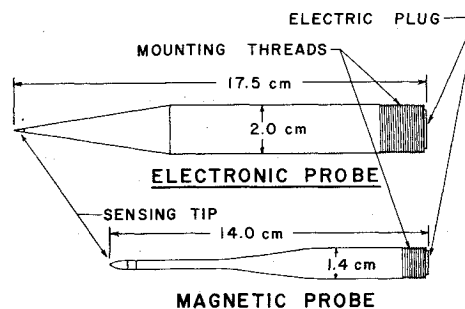 ELECTRIC PLUG
MOUNTING THREADS
17.5 cm
2.0 cm
ELECTRONIC PROBE
SENSING TIP
14.0 cm
1.4 cm
MAGNETIC PROBE